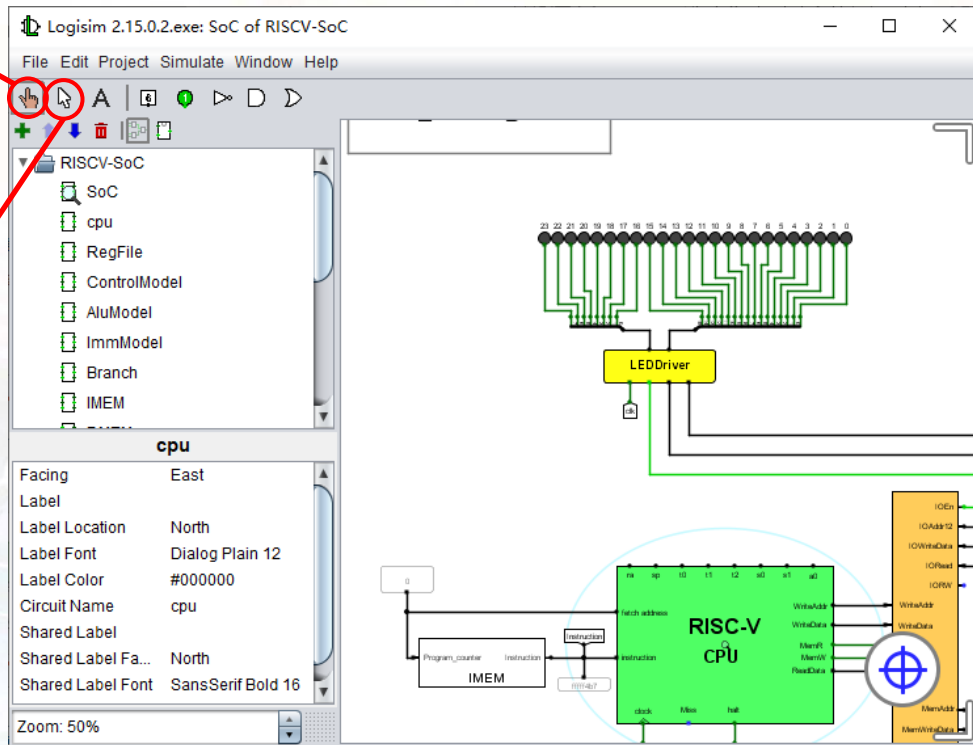 Logisim 2.15.0.2.exe: SoC of RISCV-SoC
File Edit Project Simulate Window Help
A
RISCV-SoC
SoC
cpu
RegFile
ControlModel
AluModel
ImmModel
Branch
IMEM
cpu
Facing East
Label
Label Location North
Label Font Dialog Plain 12
Label Color #000000
Circuit Name cpu
Shared Label
Shared Label Fa... North
Shared Label Font SansSerif Bold 16
Zoom: 50%
23 22 21 20 19 18 17 16 15 14 13 12 11 10 9 8 7 6 5 4 3 2 1 0
LEDDriver
clk
IOEn
IOAddr12
IOWriteData
IORead
IORW
WriteAddr
WriteData
MemAddr
MemWriteData
0
ra sp t0 t1 t2 s0 s1 a0
fetch address
WriteAddr
WriteData
RISC-V
CPU
MemR
MemW
ReadData
Instruction
instruction
Program_counter Instruction
IMEM
clock Miss halt